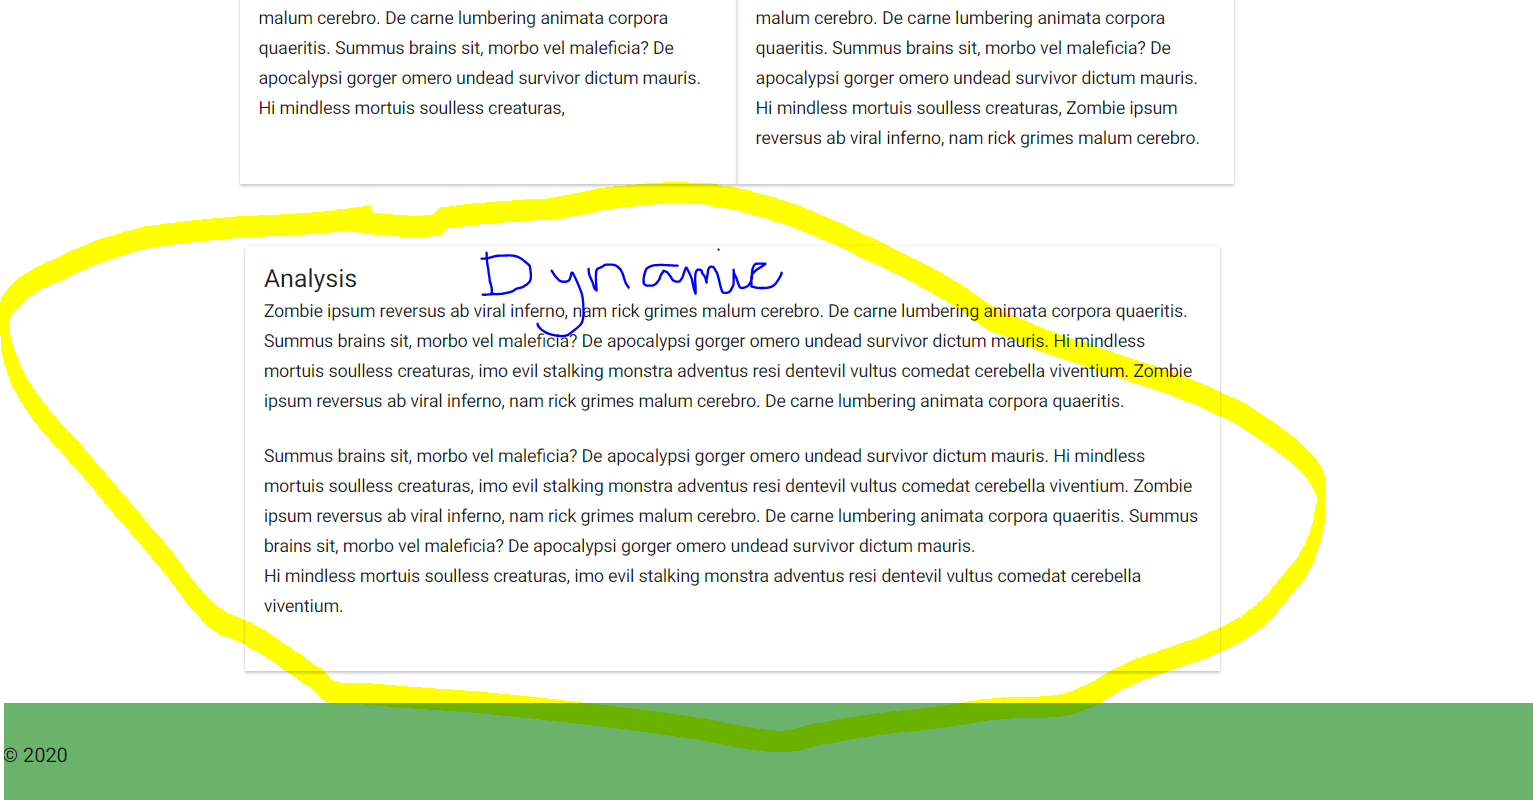 malum cerebro. De carne lumbering animata corpora
quaeritis. Summus brains sit, morbo vel maleficia? De
apocalypsi gorger omero undead survivor dictum mauris.
Hi mindless mortuis soulless creaturas,
malum cerebro. De carne lumbering animata corpora
quaeritis. Summus brains sit, morbo vel maleficia? De
apocalypsi gorger omero undead survivor dictum mauris.
Hi mindless mortuis soulless creaturas, Zombie ipsum
reversus ab viral inferno, nam rick grimes malum cerebro.
Dynamic
Analysis
Zombie ipsum reversus ab viral inferno, nam rick grimes malum cerebro. De carne lumbering animata corpora quaeritis.
Summus brains sit, morbo vel maleficia? De apocalypsi gorger omero undead survivor dictum mauris. Hi mindless
mortuis soulless creaturas, imo evil stalking monstra adventus resi dentevil vultus comedat cerebella viventium. Zombie
ipsum reversus ab viral inferno, nam rick grimes malum cerebro. De carne lumbering animata corpora quaeritis.
Summus brains sit, morbo vel maleficia? De apocalypsi gorger omero undead survivor dictum mauris. Hi mindless
mortuis soulless creaturas, imo evil stalking monstra adventus resi dentevil vultus comedat cerebella viventium. Zombie
ipsum reversus ab viral inferno, nam rick grimes malum cerebro. De carne lumbering animata corpora quaeritis. Summus
brains sit, morbo vel maleficia? De apocalypsi gorger omero undead survivor dictum mauris.
Hi mindless mortuis soulless creaturas, imo evil stalking monstra adventus resi dentevil vultus comedat cerebella
viventium.
© 2020